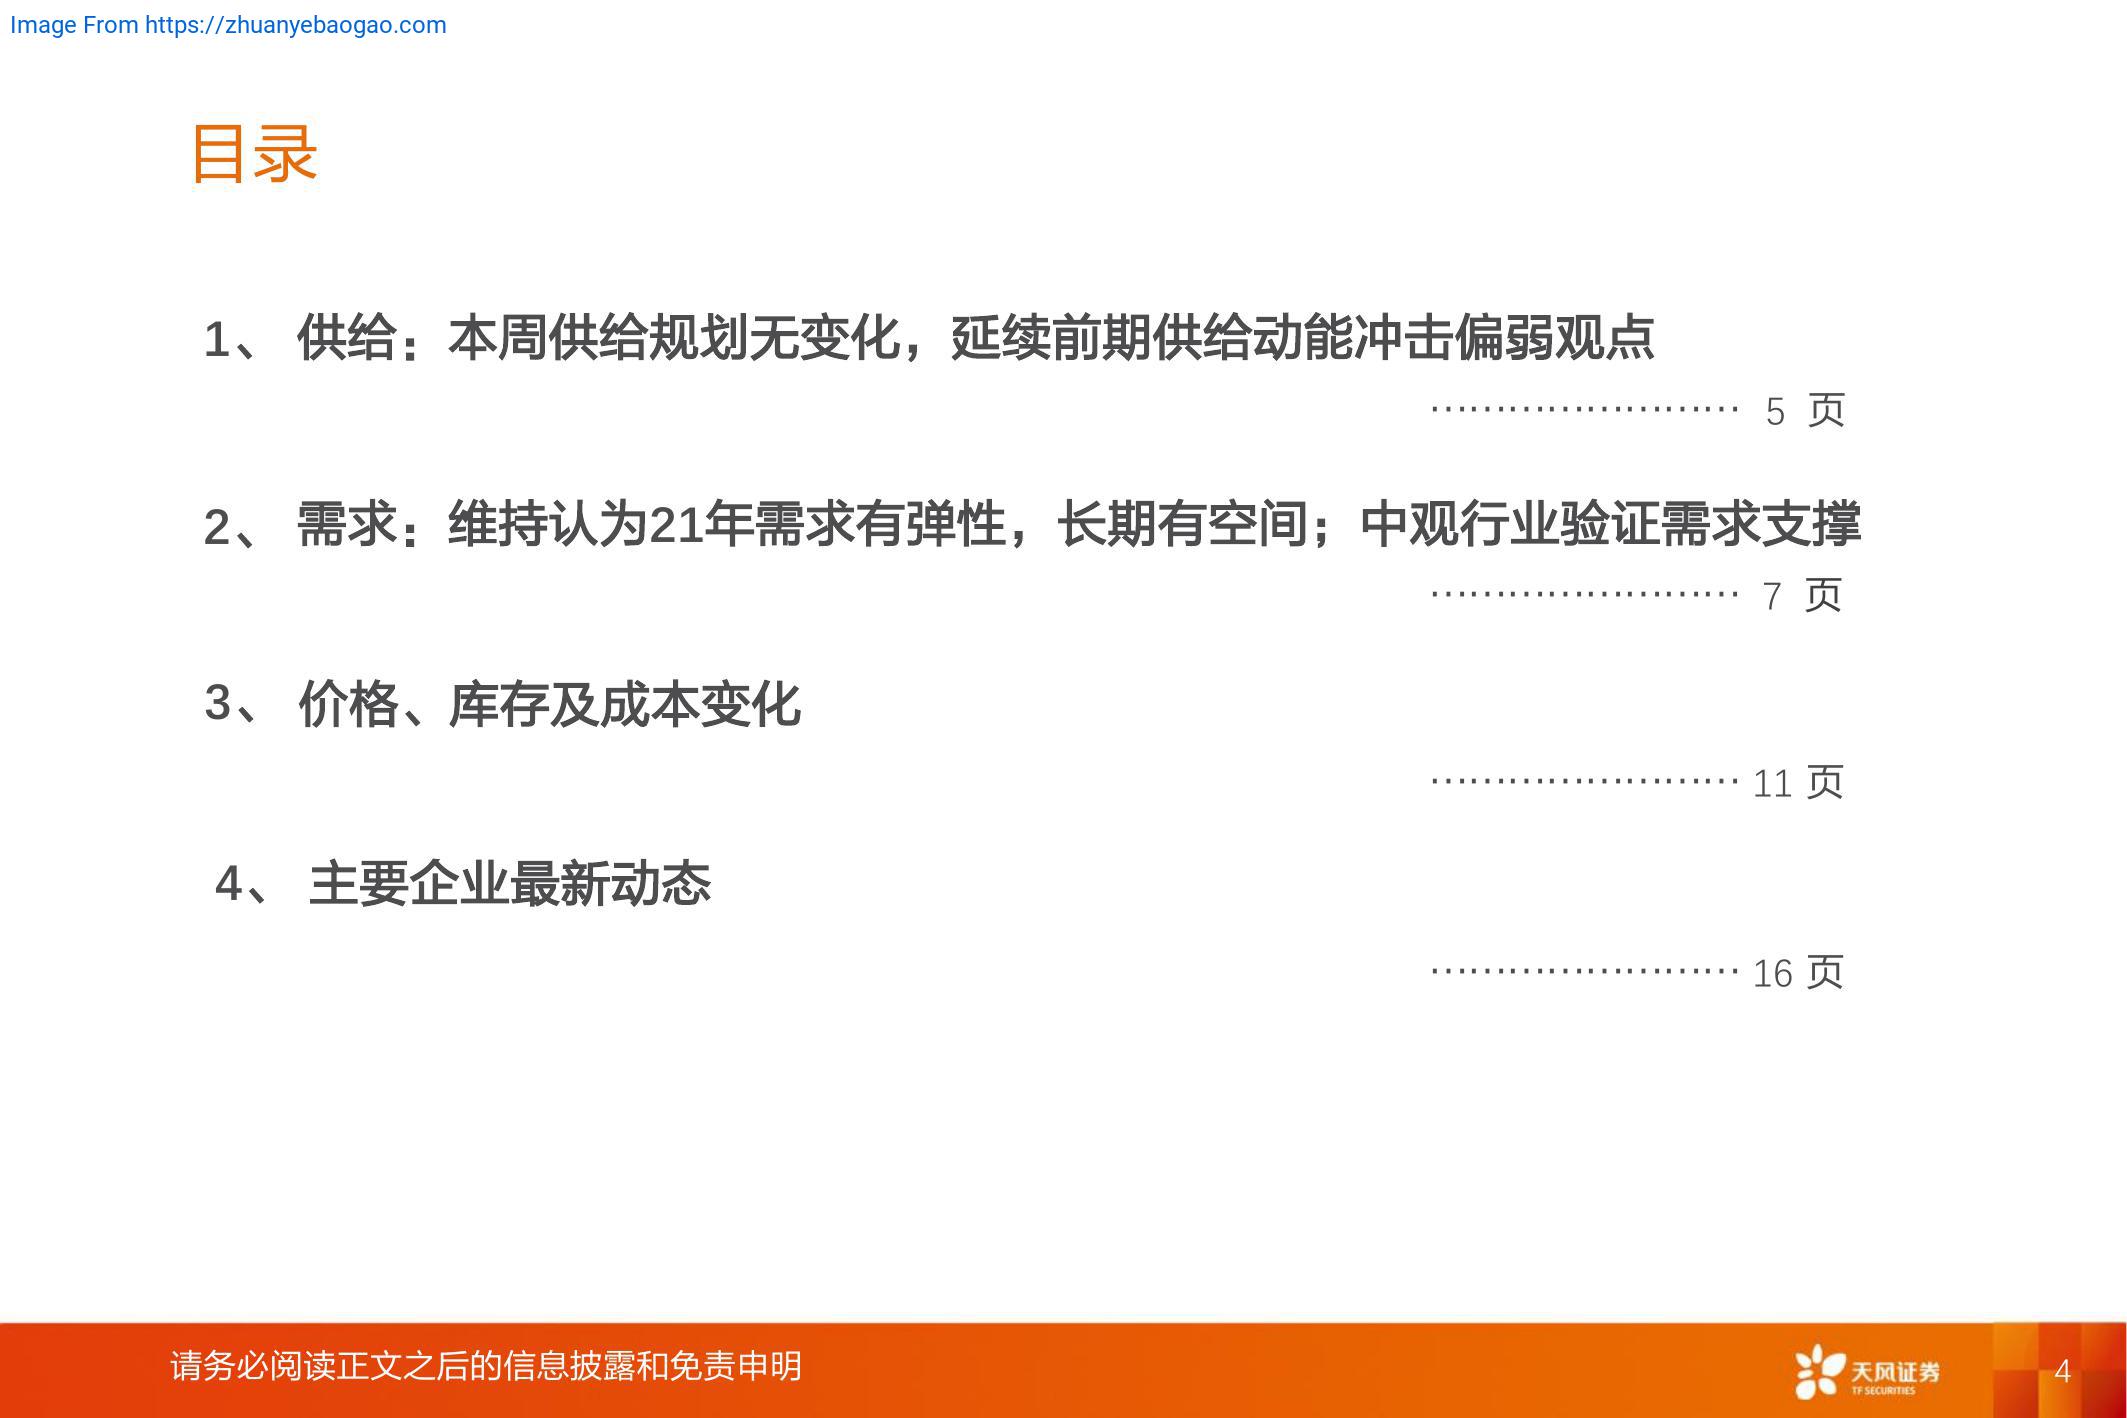 Image From https://zhuanyebaogao.com
目录
1、 供给：本周供给规划无变化，延续前期供给动能冲击偏弱观点
…………………… 5 页
2、 需求：维持认为21年需求有弹性，长期有空间；中观行业验证需求支撑
…………………… 7 页
3、 价格、库存及成本变化
…………………… 11 页
4、 主要企业最新动态
…………………… 16 页
请务必阅读正文之后的信息披露和免责申明
天风证券
TF SECURITIES
4